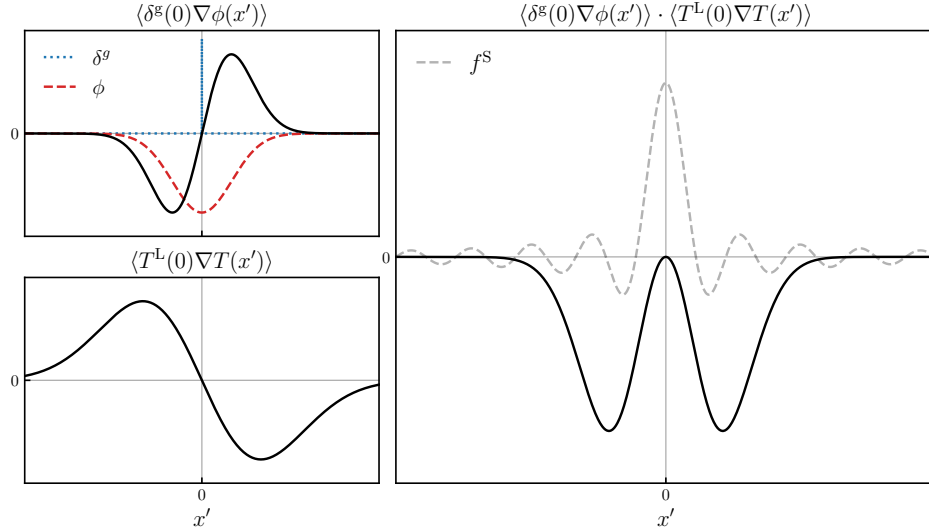 ⟨δ^g(0)∇ϕ(x′)⟩
δ^g
ϕ
0
⟨T^L(0)∇T(x′)⟩
0
0
x′
⟨δ^g(0)∇ϕ(x′)⟩ · ⟨T^L(0)∇T(x′)⟩
f^S
0
0
x′